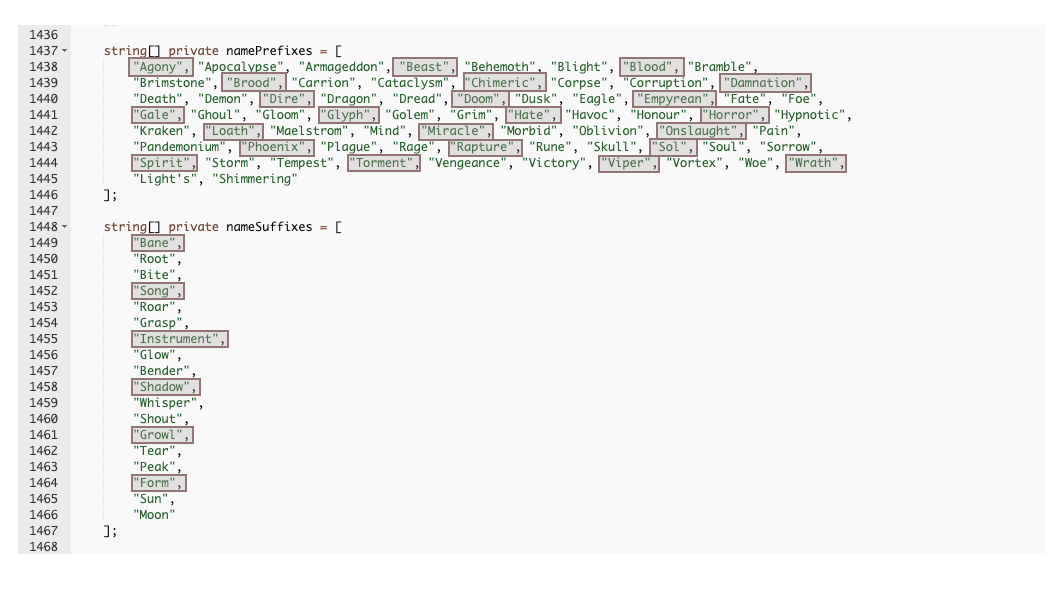 1436
1437 string[] private namePrefixes = [
1438 "Agony", "Apocalypse", "Armageddon", "Beast", "Behemoth", "Blight", "Blood", "Bramble",
1439 "Brimstone", "Brood", "Carrion", "Cataclysm", "Chimeric", "Corpse", "Corruption", "Damnation",
1440 "Death", "Demon", "Dire", "Dragon", "Dread", "Doom", "Dusk", "Eagle", "Empyrean", "Fate", "Foe",
1441 "Gale", "Ghoul", "Gloom", "Glyph", "Golem", "Grim", "Hate", "Havoc", "Honour", "Horror", "Hypnotic",
1442 "Kraken", "Loath", "Maelstrom", "Mind", "Miracle", "Morbid", "Oblivion", "Onslaught", "Pain",
1443 "Pandemonium", "Phoenix", "Plague", "Rage", "Rapture", "Rune", "Skull", "Sol", "Soul", "Sorrow",
1444 "Spirit", "Storm", "Tempest", "Torment", "Vengeance", "Victory", "Viper", "Vortex", "Woe", "Wrath",
1445 "Light's", "Shimmering"
1446 ];
1447
1448 string[] private nameSuffixes = [
1449 "Bane",
1450 "Root",
1451 "Bite",
1452 "Song",
1453 "Roar",
1454 "Grasp",
1455 "Instrument",
1456 "Glow",
1457 "Bender",
1458 "Shadow",
1459 "Whisper",
1460 "Shout",
1461 "Growl",
1462 "Tear",
1463 "Peak",
1464 "Form",
1465 "Sun",
1466 "Moon"
1467 ];
1468